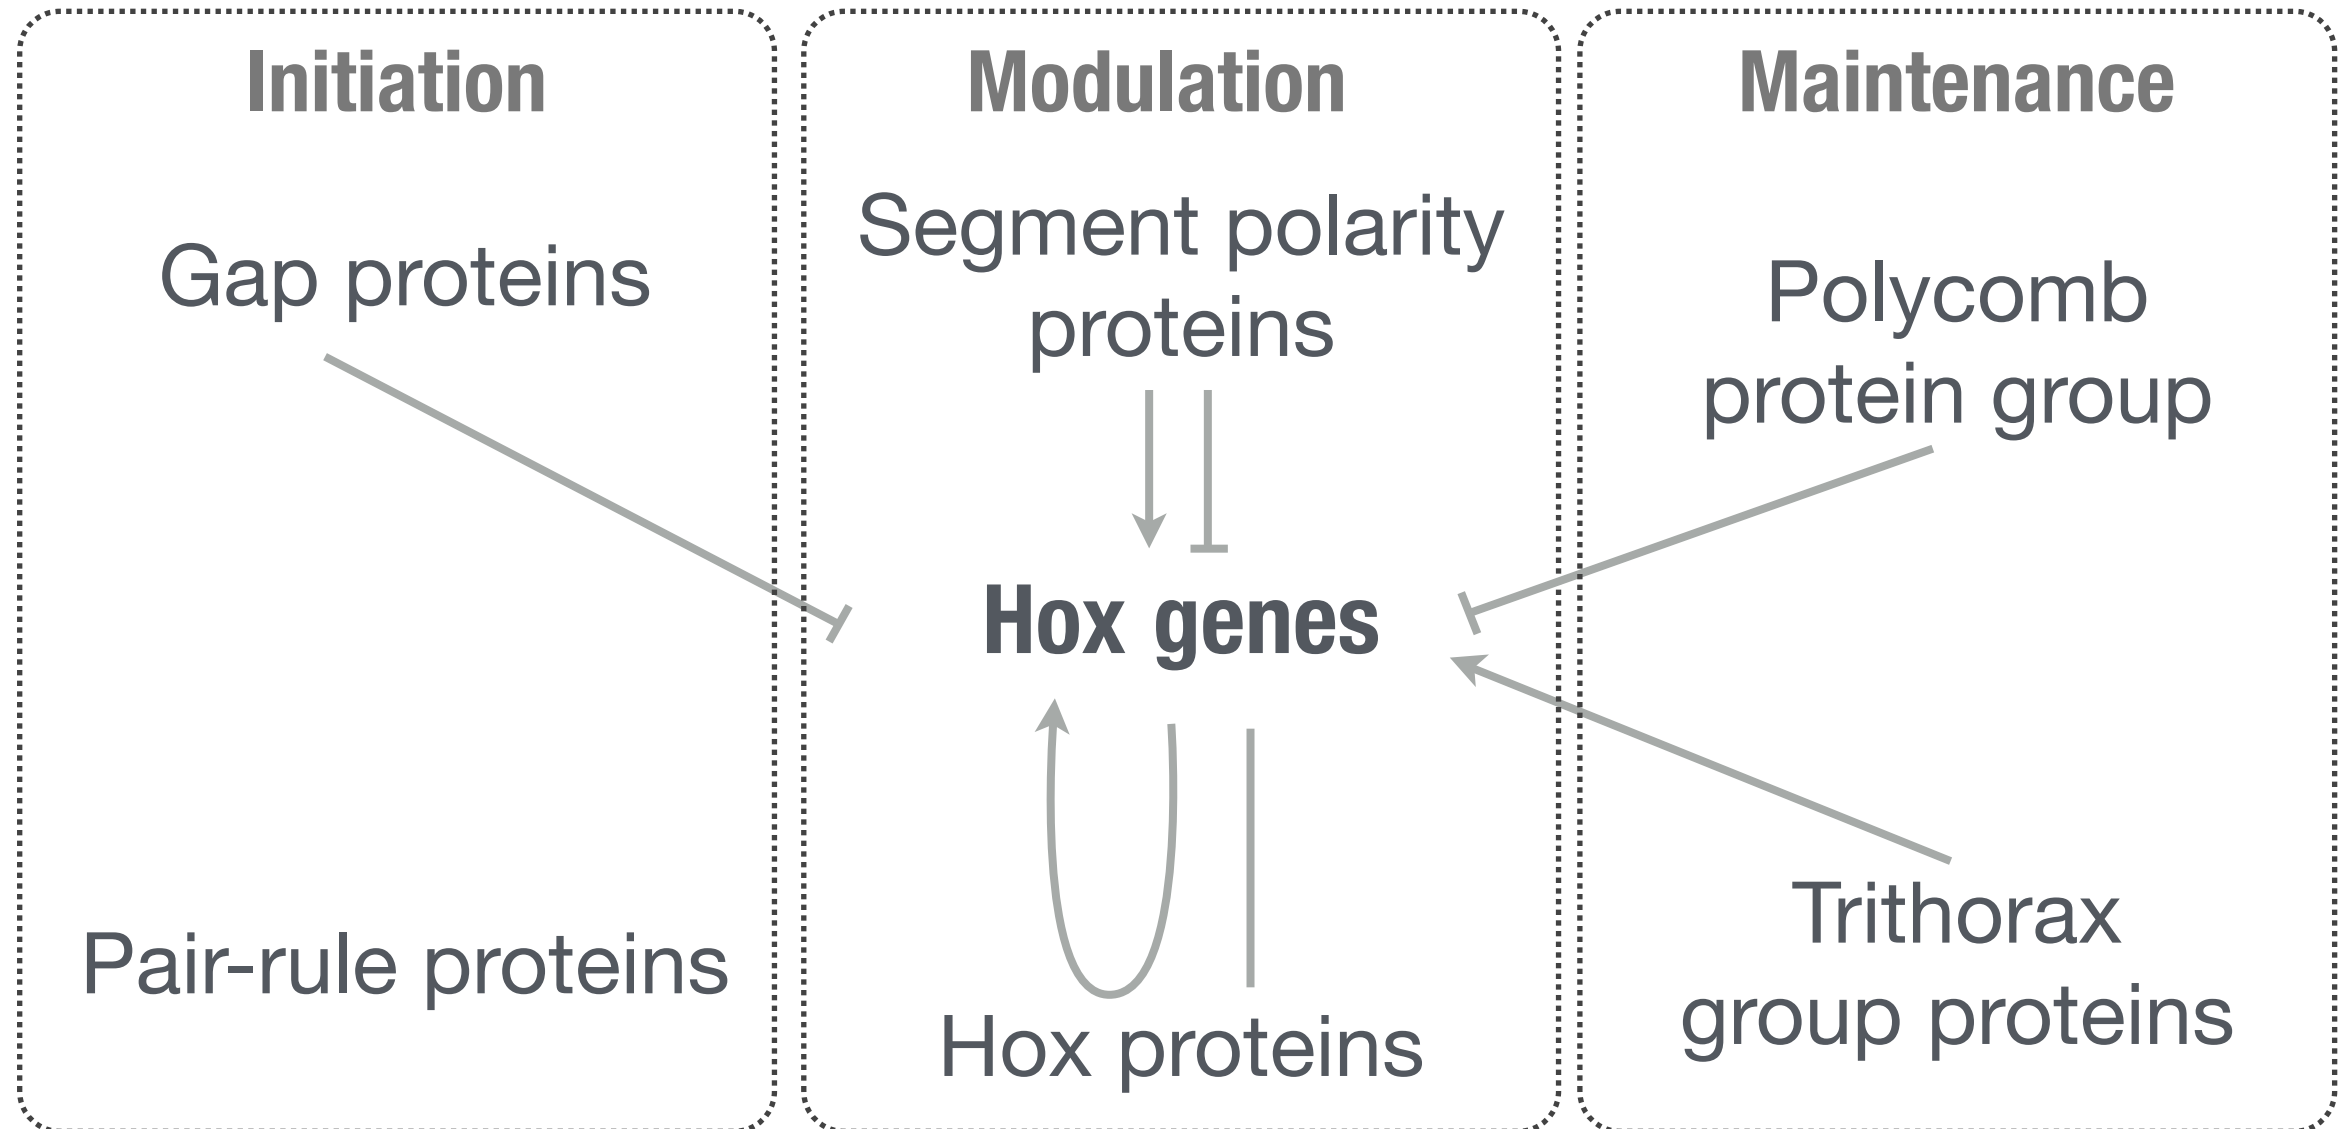 Initiation
Gap proteins
Pair-rule proteins
Modulation
Segment polarity
proteins
Hox genes
Hox proteins
Maintenance
Polycomb
protein group
Trithorax
group proteins